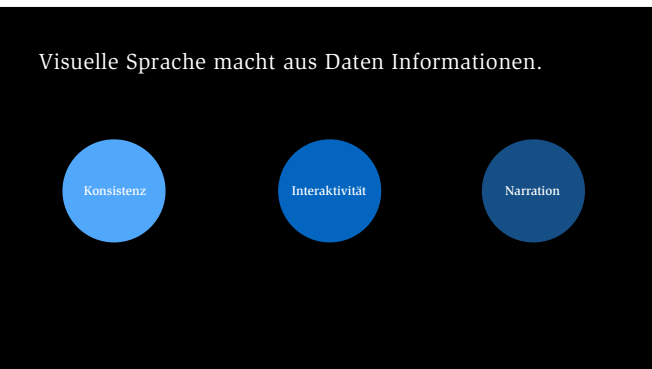 Visuelle Sprache macht aus Daten Informationen.
Konsistenz
Interaktivität
Narration